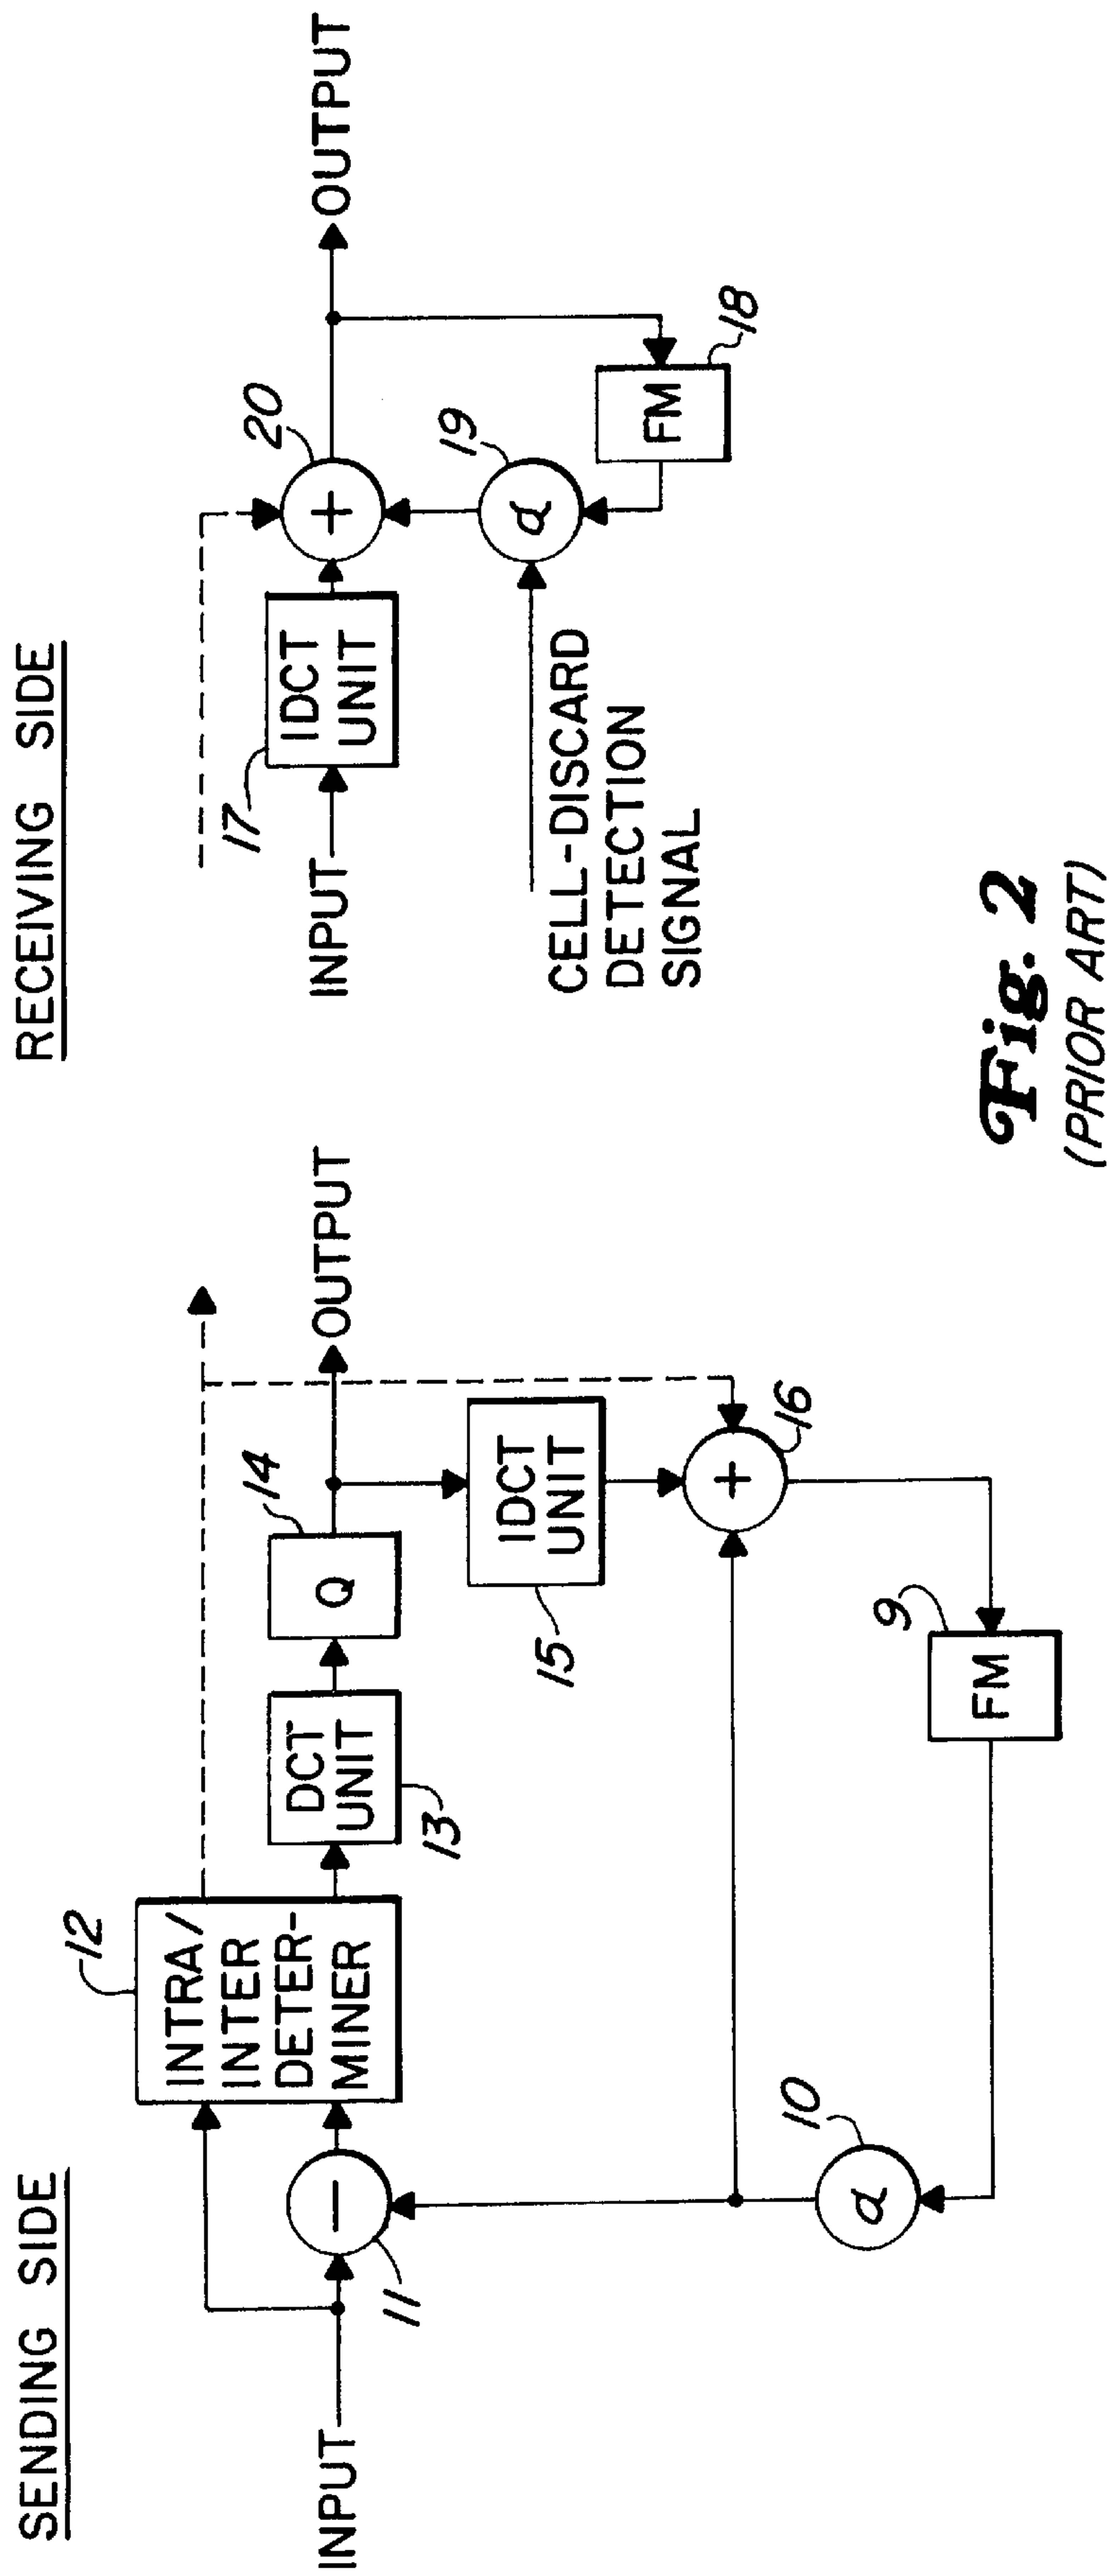 SENDING SIDE
INPUT
11
12
INTRA/
INTER
DETER-
MINER
DCT
UNIT
13
Q
14
OUTPUT
IDCT
UNIT
15
+
16
FM
9
α
10
RECEIVING SIDE
INPUT
17
IDCT
UNIT
+
20
OUTPUT
α
19
FM
18
CELL-DISCARD
DETECTION
SIGNAL
Fig. 2
(PRIOR ART)